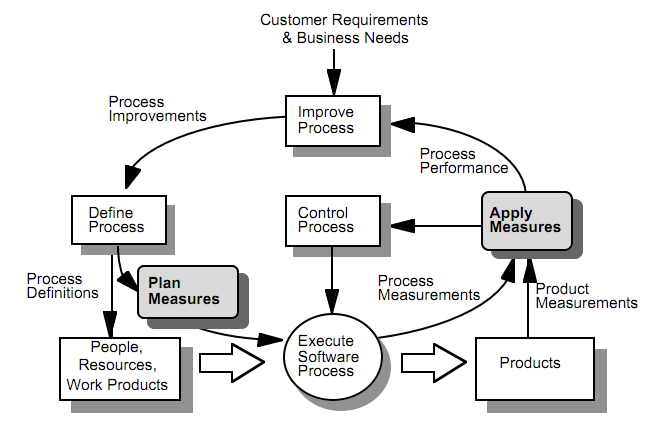 Customer Requirements
& Business Needs
Process
Improvements
Improve
Process
Process
Performance
Define
Process
Control
Process
Apply
Measures
Process
Definitions
Plan
Measures
Process
Measurements
Product
Measurements
People,
Resources,
Work Products
Execute
Software
Process
Products